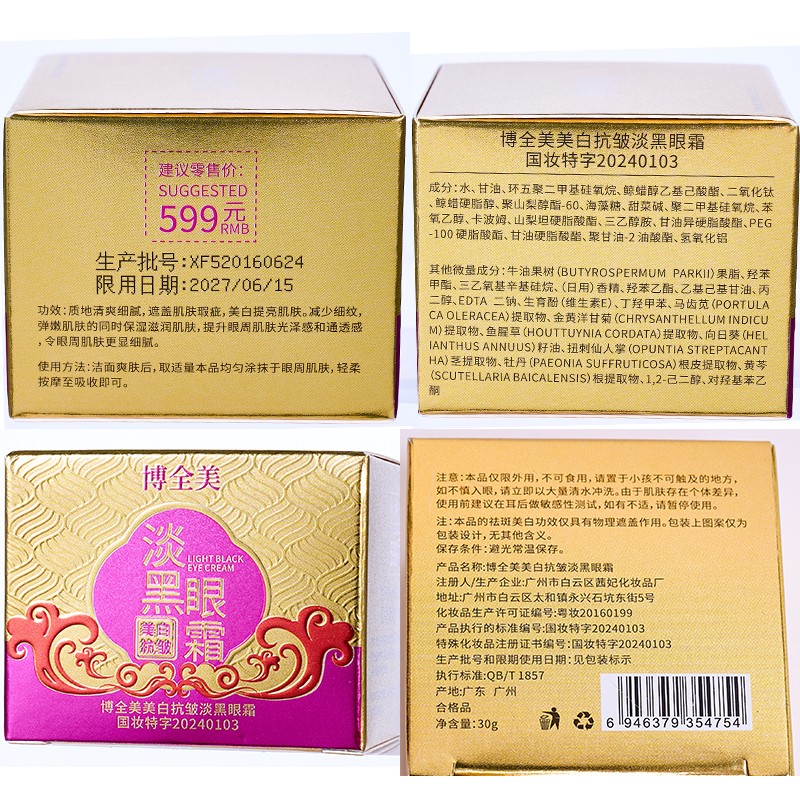 建议零售价:
SUGGESTED
599元
RMB
生产批号:XF520160624
限用日期:2027/06/15
功效:质地清爽细腻,遮盖肌肤瑕疵,美白提亮肌肤。减少细纹,
弹嫩肌肤的同时保湿滋润肌肤,提升眼周肌肤光泽感和通透感
,令眼周肌肤更显细腻。
使用方法:洁面爽肤后,取适量本品均匀涂抹于眼周肌肤,轻柔
按摩至吸收即可。
博全美美白抗皱淡黑眼霜
国妆特字20240103
成分:水、甘油、环五聚二甲基硅氧烷、鲸蜡醇乙基己酸酯、二氧化钛
、鲸蜡硬脂醇、聚山梨醇酯-60、海藻糖、甜菜碱、聚二甲基硅氧烷、苯
氧乙醇、卡波姆、山梨坦硬脂酸酯、三乙醇胺、甘油异硬脂酸酯、PEG
-100 硬脂酸酯、甘油硬脂酸酯、聚甘油-2 油酸酯、氢氧化铝
其他微量成分:牛油果树(BUTYROSPERMUM PARKII)果脂、羟苯
甲酯、三乙氧基辛基硅烷、(日用)香精、羟苯乙酯、乙基己基甘油、丙
二醇、EDTA 二钠、生育酚(维生素E)、丁羟甲苯、马齿苋(PORTULA
CA OLERACEA)提取物、金黄洋甘菊(CHRYSANTHELLUM INDICU
M)提取物、鱼腥草(HOUTTUYNIA CORDATA)提取物、向日葵(HEL
IANTHUS ANNUUS)籽油、扭刺仙人掌(OPUNTIA STREPTACANT
HA)茎提取物、牡丹(PAEONIA SUFFRUTICOSA)根皮提取物、黄芩
(SCUTELLARIA BAICALENSIS)根提取物、1,2-己二醇、对羟基苯乙
酮
博全美
淡黑眼霜
LIGHT BLACK
EYE CREAM
美白
抗皱
博全美美白抗皱淡黑眼霜
国妆特字20240103
注意:本品仅限外用,不可食用,请置于小孩不可触及的地方,
如不慎入眼,请立即以大量清水冲洗。由于肌肤存在个体差异,
使用前建议在耳后做敏感性测试,如有不适,请暂停使用。
注:本品的祛斑美白功效仅具有物理遮盖作用。包装上图案仅为
包装设计,无其他含义。
保存条件:避光常温保存。
产品名称:博全美美白抗皱淡黑眼霜
注册人/生产企业:广州市白云区茜妃化妆品厂
地址:广州市白云区太和镇永兴石坑东街5号
化妆品生产许可证编号:粤妆20160199
产品执行的标准编号:国妆特字20240103
特殊化妆品注册证书编号:国妆特字20240103
生产批号和限期使用日期:见包装标示
执行标准:QB/T 1857
产地:广东 广州
合格品
净含量:30g
6 946379 354754